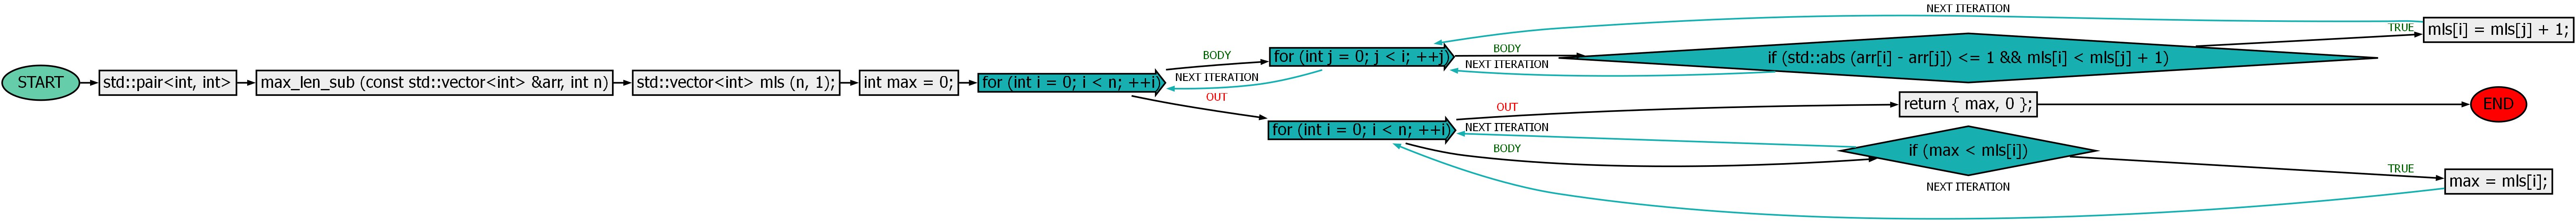 START
std::pair<int, int>
max_len_sub (const std::vector<int> &arr, int n)
std::vector<int> mls (n, 1);
int max = 0;
for (int i = 0; i < n; ++i)
BODY
NEXT ITERATION
OUT
for (int j = 0; j < i; ++j)
BODY
NEXT ITERATION
if (std::abs (arr[i] - arr[j]) <= 1 && mls[i] < mls[j] + 1)
NEXT ITERATION
TRUE
mls[i] = mls[j] + 1;
for (int i = 0; i < n; ++i)
OUT
NEXT ITERATION
BODY
return { max, 0 };
END
if (max < mls[i])
NEXT ITERATION
TRUE
max = mls[i];